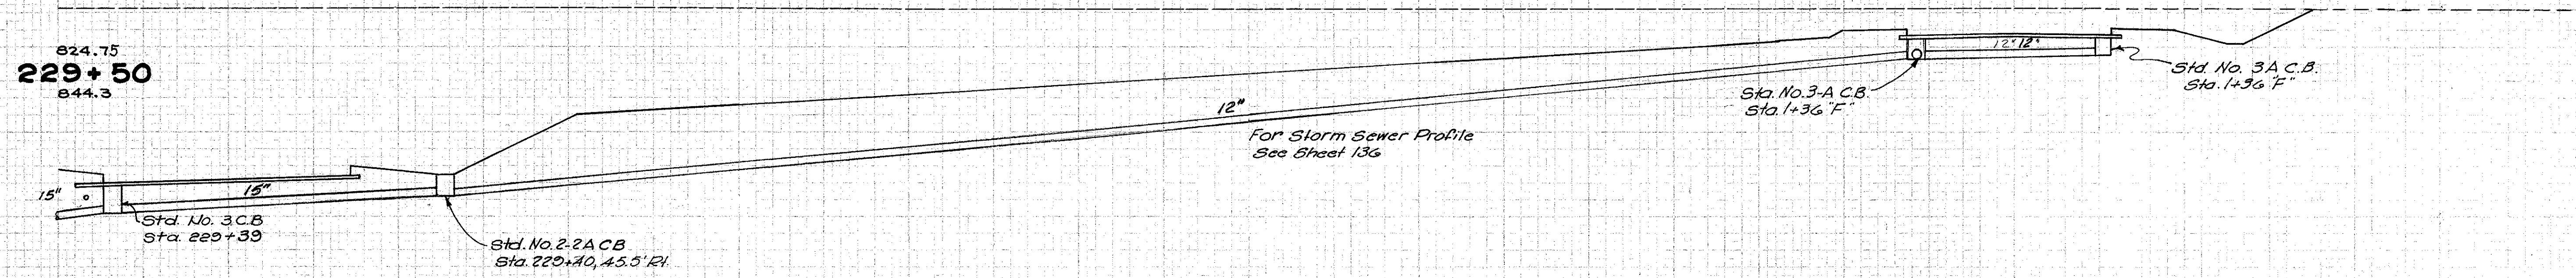 824.75
229+50
844.3
15"
15"
Std. No. 3 C.B
Sta. 229+39
Std. No. 2-2A CB
Sta. 229+40, 45.5' Rt.
12"
For Storm Sewer Profile
See Sheet 136
Sta. No. 3-A C.B.
Sta. 1+36 "F"
12" 12"
Std. No. 3A C.B.
Sta. 1+36 "F"